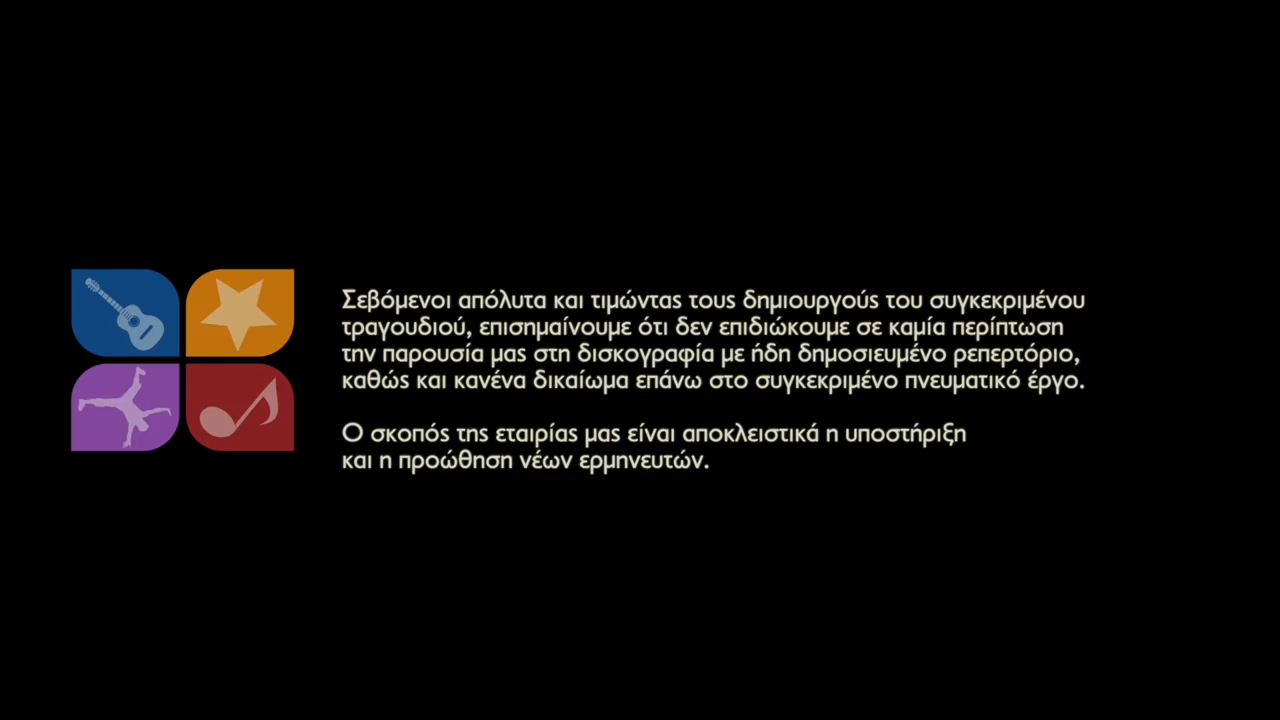 Σεβόμενοι απόλυτα και τιμώντας τους δημιουργούς του συγκεκριμένου
τραγουδιού, επισημαίνουμε ότι δεν επιδιώκουμε σε καμία περίπτωση
την παρουσία μας στη δισκογραφία με ήδη δημοσιευμένο ρεπερτόριο,
καθώς και κανένα δικαίωμα επάνω στο συγκεκριμένο πνευματικό έργο.
Ο σκοπός της εταιρίας μας είναι αποκλειστικά η υποστήριξη
και η προώθηση νέων ερμηνευτών.